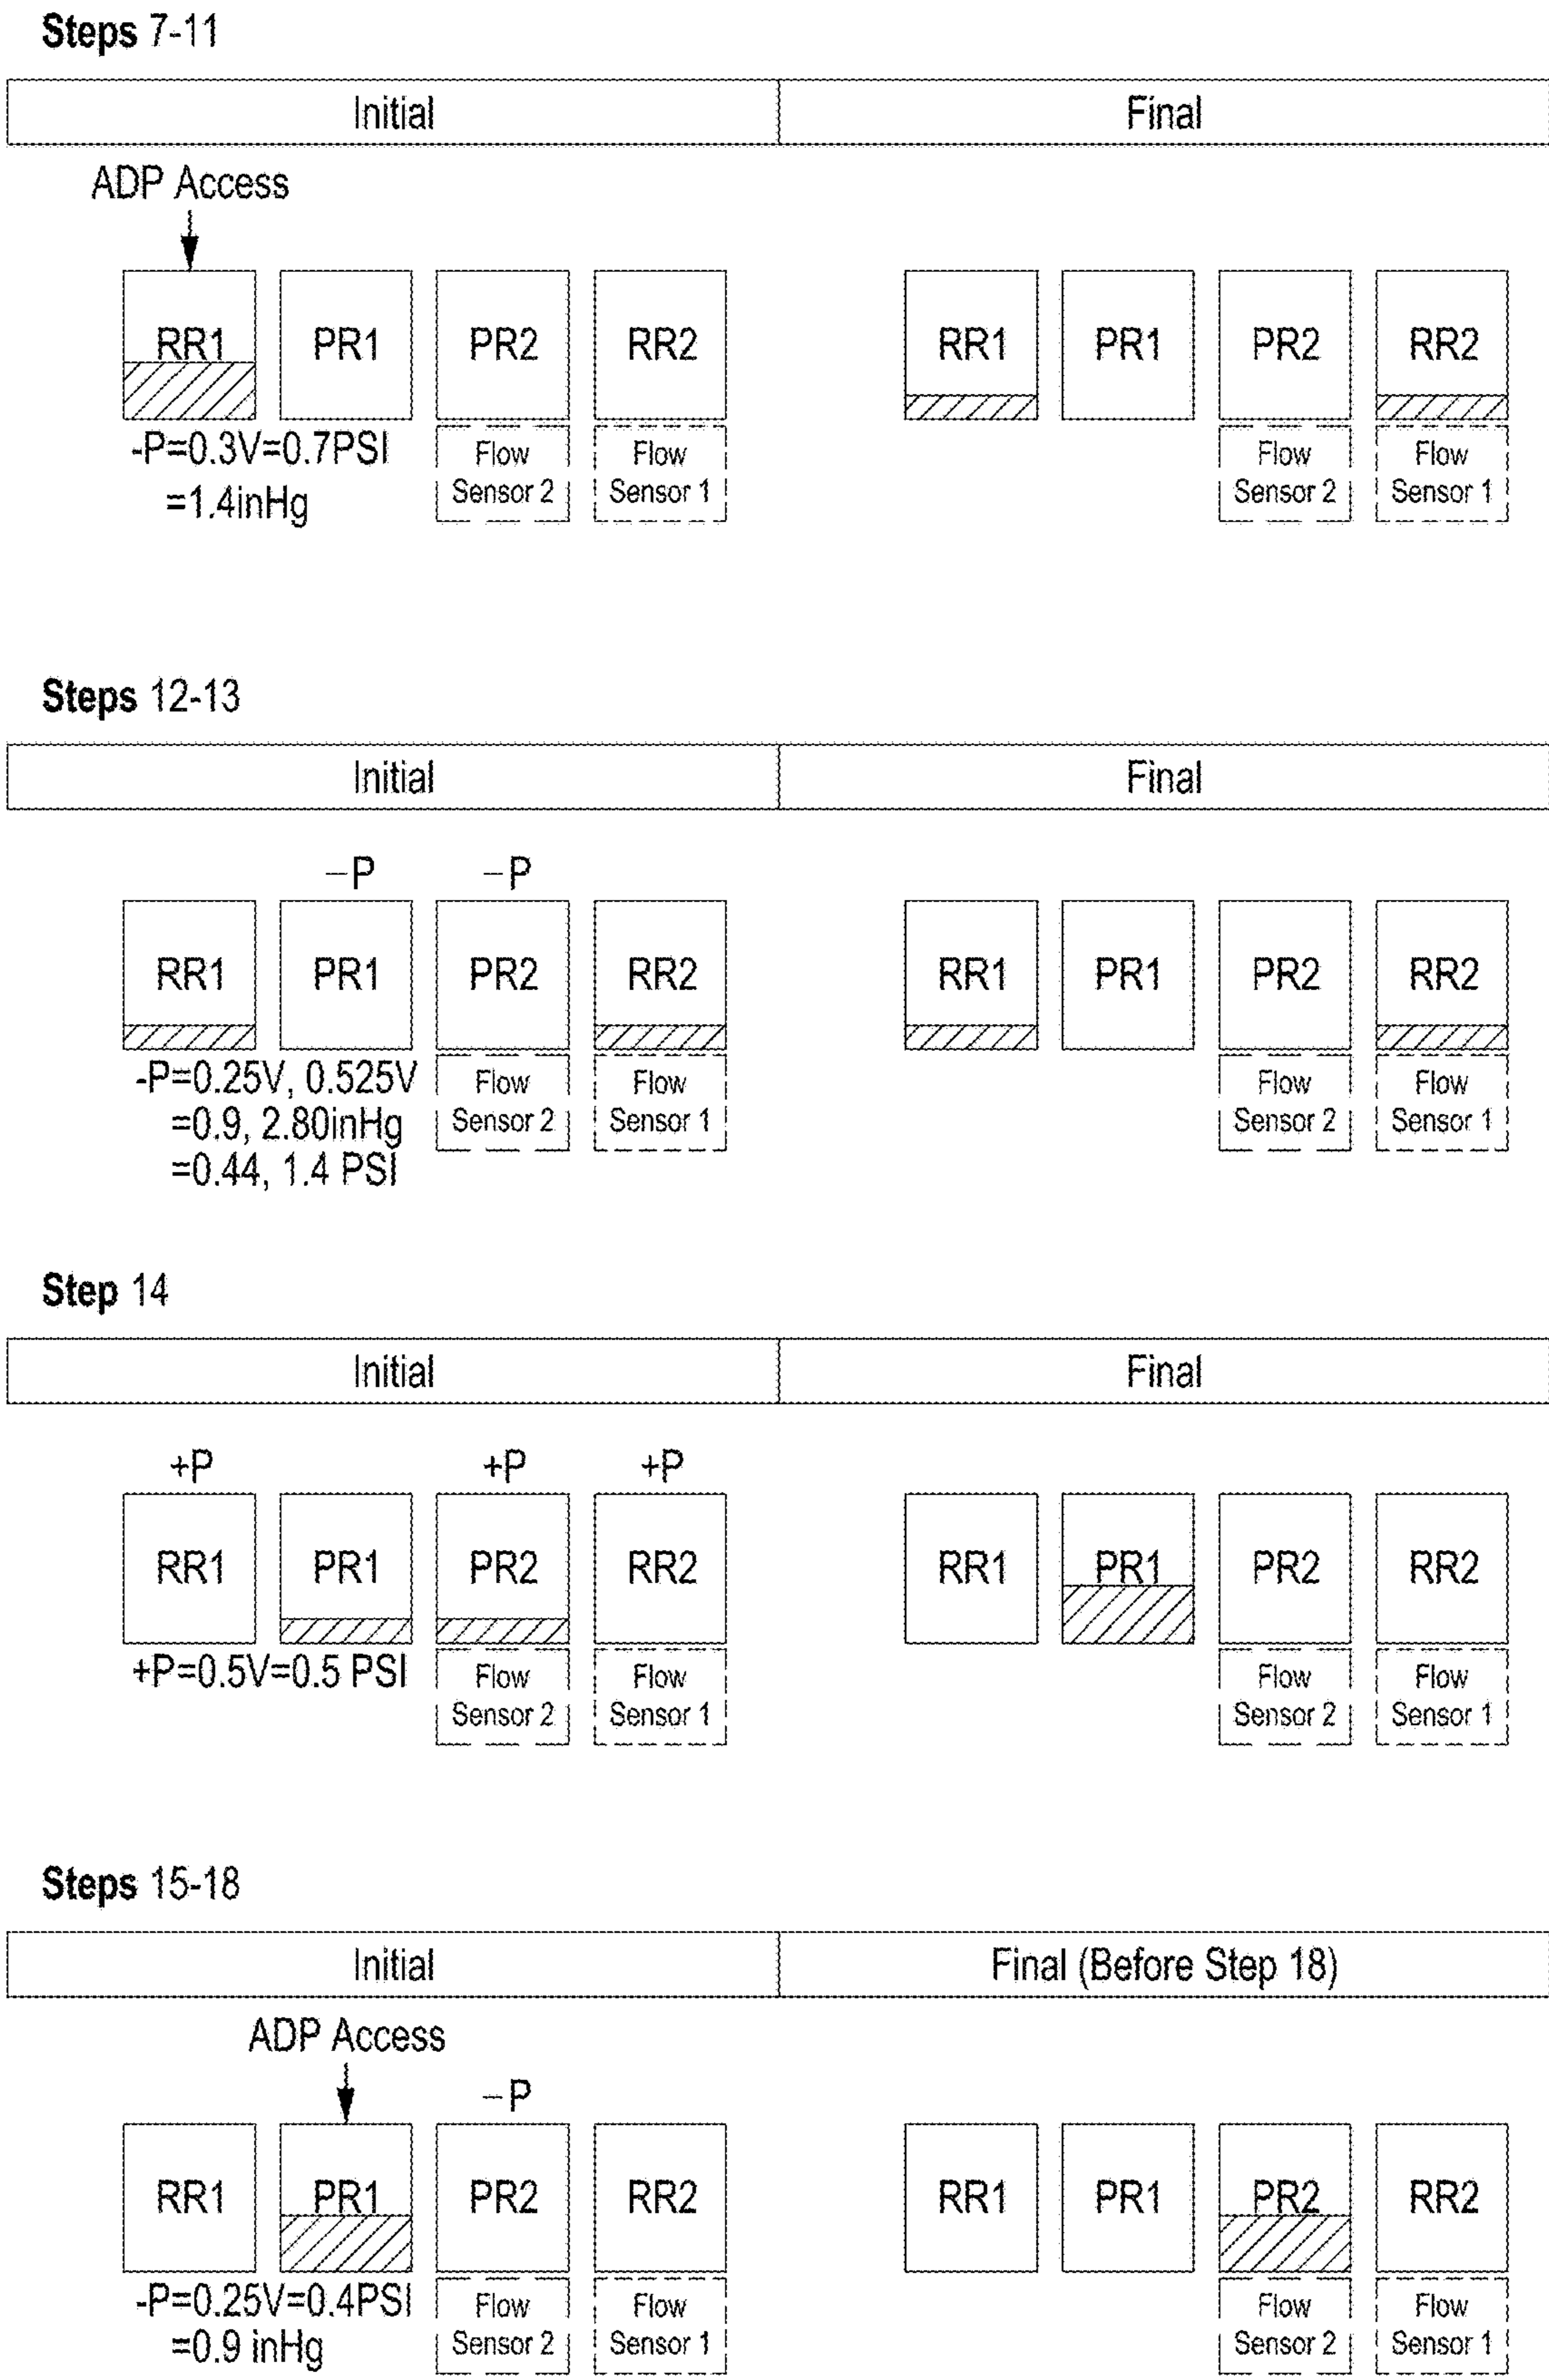 Steps 7-11
Initial Final
ADP Access
RR1 PR1 PR2 RR2 RR1 PR1 PR2 RR2
-P=0.3V=0.7PSI
=1.4inHg
Flow Sensor 2
Flow Sensor 1
Flow Sensor 2
Flow Sensor 1
Steps 12-13
Initial Final
–P –P
RR1 PR1 PR2 RR2 RR1 PR1 PR2 RR2
-P=0.25V, 0.525V
=0.9, 2.80inHg
=0.44, 1.4 PSI
Flow Sensor 2
Flow Sensor 1
Flow Sensor 2
Flow Sensor 1
Step 14
Initial Final
+P +P +P
RR1 PR1 PR2 RR2 RR1 PR1 PR2 RR2
+P=0.5V=0.5 PSI
Flow Sensor 2
Flow Sensor 1
Flow Sensor 2
Flow Sensor 1
Steps 15-18
Initial Final (Before Step 18)
ADP Access
–P
RR1 PR1 PR2 RR2 RR1 PR1 PR2 RR2
-P=0.25V=0.4PSI
=0.9 inHg
Flow Sensor 2
Flow Sensor 1
Flow Sensor 2
Flow Sensor 1